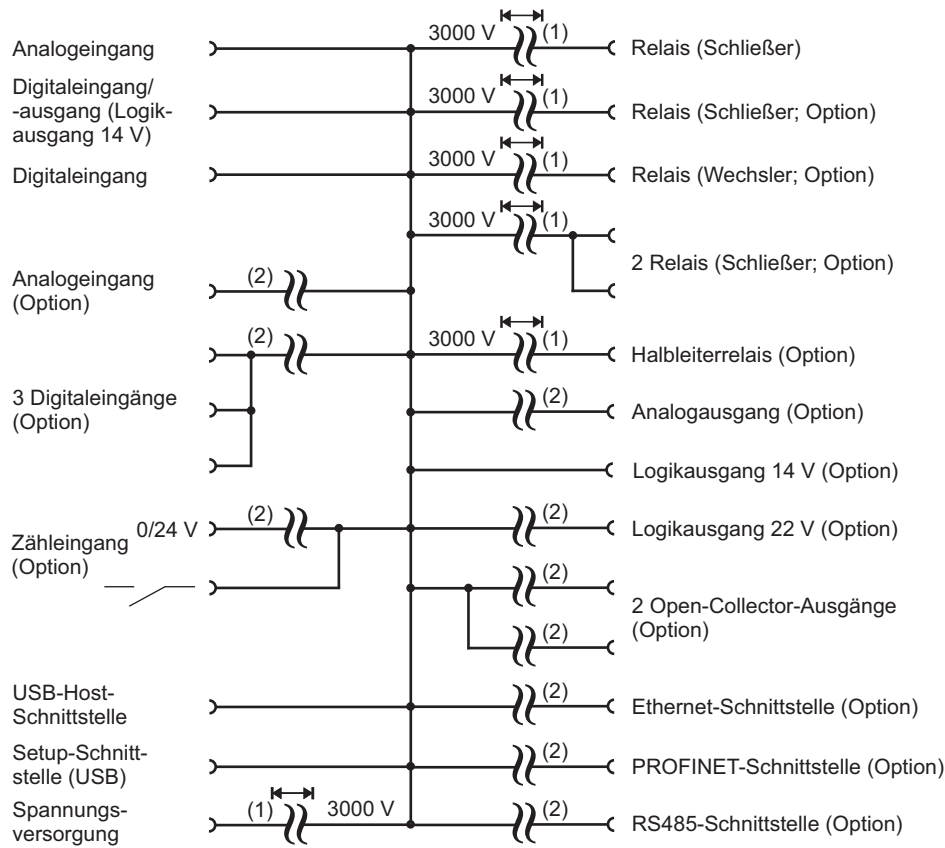 Analogeingang
3000 V
(1)
Relais (Schließer)
Digitaleingang/
-ausgang (Logik-
ausgang 14 V)
3000 V
(1)
Relais (Schließer; Option)
Digitaleingang
3000 V
(1)
Relais (Wechsler; Option)
3000 V
(1)
2 Relais (Schließer; Option)
Analogeingang
(Option)
(2)
(2)
3000 V
(1)
Halbleiterrelais (Option)
3 Digitaleingänge
(Option)
(2)
Analogausgang (Option)
Logikausgang 14 V (Option)
Zähleingang
(Option)
0/24 V
(2)
(2)
Logikausgang 22 V (Option)
(2)
(2)
2 Open-Collector-Ausgänge
(Option)
USB-Host-
Schnittstelle
(2)
Ethernet-Schnittstelle (Option)
Setup-Schnitt-
stelle (USB)
(2)
PROFINET-Schnittstelle (Option)
Spannungs-
versorgung
(1)
3000 V
(2)
RS485-Schnittstelle (Option)